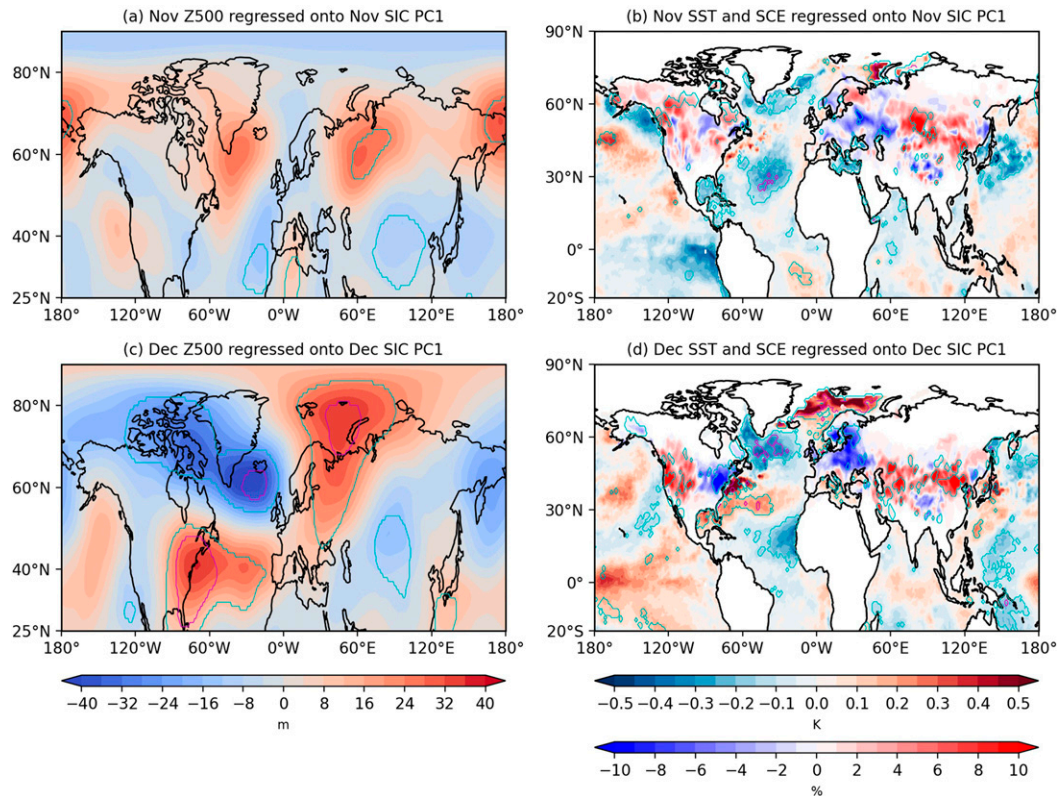 (a) Nov Z500 regressed onto Nov SIC PC1
80°N
60°N
40°N
25°N
180° 120°W 60°W 0°W 60°E 120°E 180°
(b) Nov SST and SCE regressed onto Nov SIC PC1
90°N
60°N
30°N
0°
20°S
180° 120°W 60°W 0°W 60°E 120°E 180°
(c) Dec Z500 regressed onto Dec SIC PC1
80°N
60°N
40°N
25°N
180° 120°W 60°W 0°W 60°E 120°E 180°
(d) Dec SST and SCE regressed onto Dec SIC PC1
90°N
60°N
30°N
0°
20°S
180° 120°W 60°W 0°W 60°E 120°E 180°
−40 −32 −24 −16 −8 0 8 16 24 32 40
m
−0.5 −0.4 −0.3 −0.2 −0.1 0.0 0.1 0.2 0.3 0.4 0.5
K
−10 −8 −6 −4 −2 0 2 4 6 8 10
%